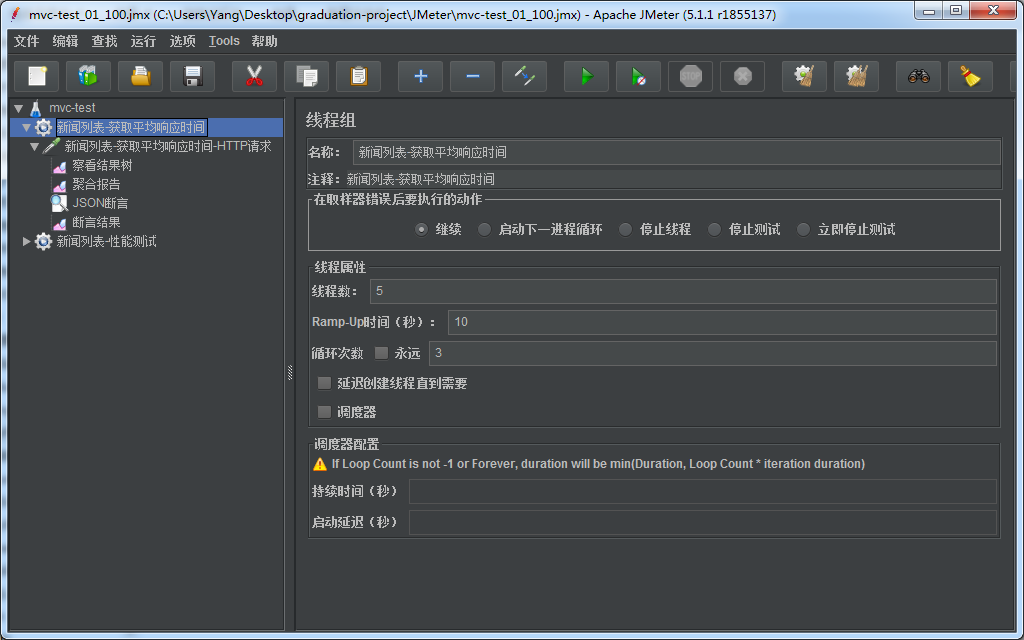 mvc-test_01_100.jmx (C:\Users\Yang\Desktop\graduation-project\JMeter\mvc-test_01_100.jmx) - Apache JMeter (5.1.1 r1855137)
文件 编辑 查找 运行 选项 Tools 帮助
STOP
mvc-test
新闻列表-获取平均响应时间
新闻列表-获取平均响应时间-HTTP请求
察看结果树
聚合报告
JSON断言
断言结果
新闻列表-性能测试
线程组
名称： 新闻列表-获取平均响应时间
注释： 新闻列表-获取平均响应时间
在取样器错误后要执行的动作
继续 启动下一进程循环 停止线程 停止测试 立即停止测试
线程属性
线程数： 5
Ramp-Up时间（秒）： 10
循环次数 永远 3
延迟创建线程直到需要
调度器
调度器配置
If Loop Count is not -1 or Forever, duration will be min(Duration, Loop Count * iteration duration)
持续时间（秒）
启动延迟（秒）